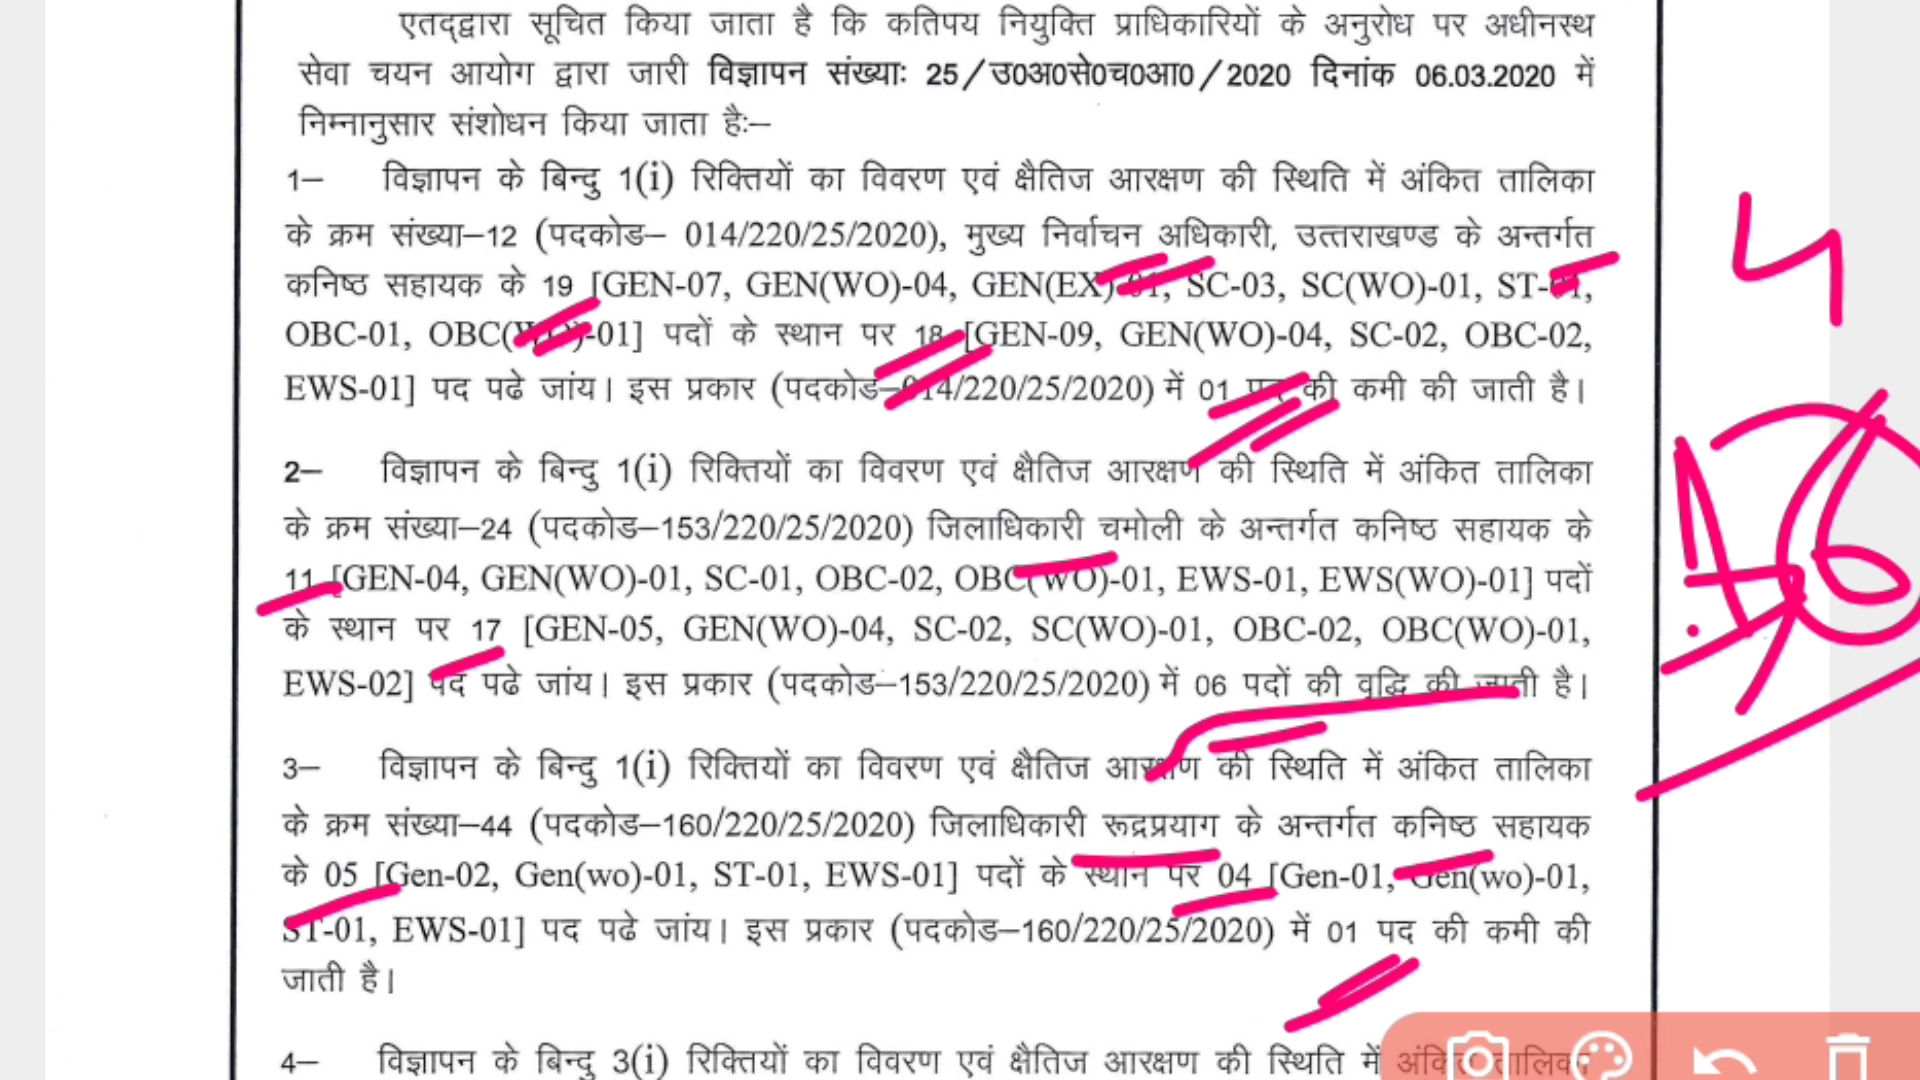 एतद्द्वारा सूचित किया जाता है कि कतिपय नियुक्ति प्राधिकारियों के अनुरोध पर अधीनस्थ
सेवा चयन आयोग द्वारा जारी विज्ञापन संख्याः 25/उ0अ0से0च0आ0/2020 दिनांक 06.03.2020 में
निम्नानुसार संशोधन किया जाता हैः–
1– विज्ञापन के बिन्दु 1(i) रिक्तियों का विवरण एवं क्षैतिज आरक्षण की स्थिति में अंकित तालिका
के क्रम संख्या–12 (पदकोड– 014/220/25/2020), मुख्य निर्वाचन अधिकारी, उत्तराखण्ड के अन्तर्गत
कनिष्ठ सहायक के 19 [GEN-07, GEN(WO)-04, GEN(EX)-01, SC-03, SC(WO)-01, ST-01,
OBC-01, OBC(WO)-01] पदों के स्थान पर 18 [GEN-09, GEN(WO)-04, SC-02, OBC-02,
EWS-01] पद पढे जांय। इस प्रकार (पदकोड–014/220/25/2020) में 01 पद की कमी की जाती है।
2– विज्ञापन के बिन्दु 1(i) रिक्तियों का विवरण एवं क्षैतिज आरक्षण की स्थिति में अंकित तालिका
के क्रम संख्या–24 (पदकोड–153/220/25/2020) जिलाधिकारी चमोली के अन्तर्गत कनिष्ठ सहायक के
11 [GEN-04, GEN(WO)-01, SC-01, OBC-02, OBC(WO)-01, EWS-01, EWS(WO)-01] पदों
के स्थान पर 17 [GEN-05, GEN(WO)-04, SC-02, SC(WO)-01, OBC-02, OBC(WO)-01,
EWS-02] पद पढे जांय। इस प्रकार (पदकोड–153/220/25/2020) में 06 पदों की वृद्धि की जाती है।
3– विज्ञापन के बिन्दु 1(i) रिक्तियों का विवरण एवं क्षैतिज आरक्षण की स्थिति में अंकित तालिका
के क्रम संख्या–44 (पदकोड–160/220/25/2020) जिलाधिकारी रूद्रप्रयाग के अन्तर्गत कनिष्ठ सहायक
के 05 [Gen-02, Gen(wo)-01, ST-01, EWS-01] पदों के स्थान पर 04 [Gen-01, Gen(wo)-01,
ST-01, EWS-01] पद पढे जांय। इस प्रकार (पदकोड–160/220/25/2020) में 01 पद की कमी की
जाती है।
4– विज्ञापन के बिन्दु 3(i) रिक्तियों का विवरण एवं क्षैतिज आरक्षण की स्थिति में अंकित तालिका